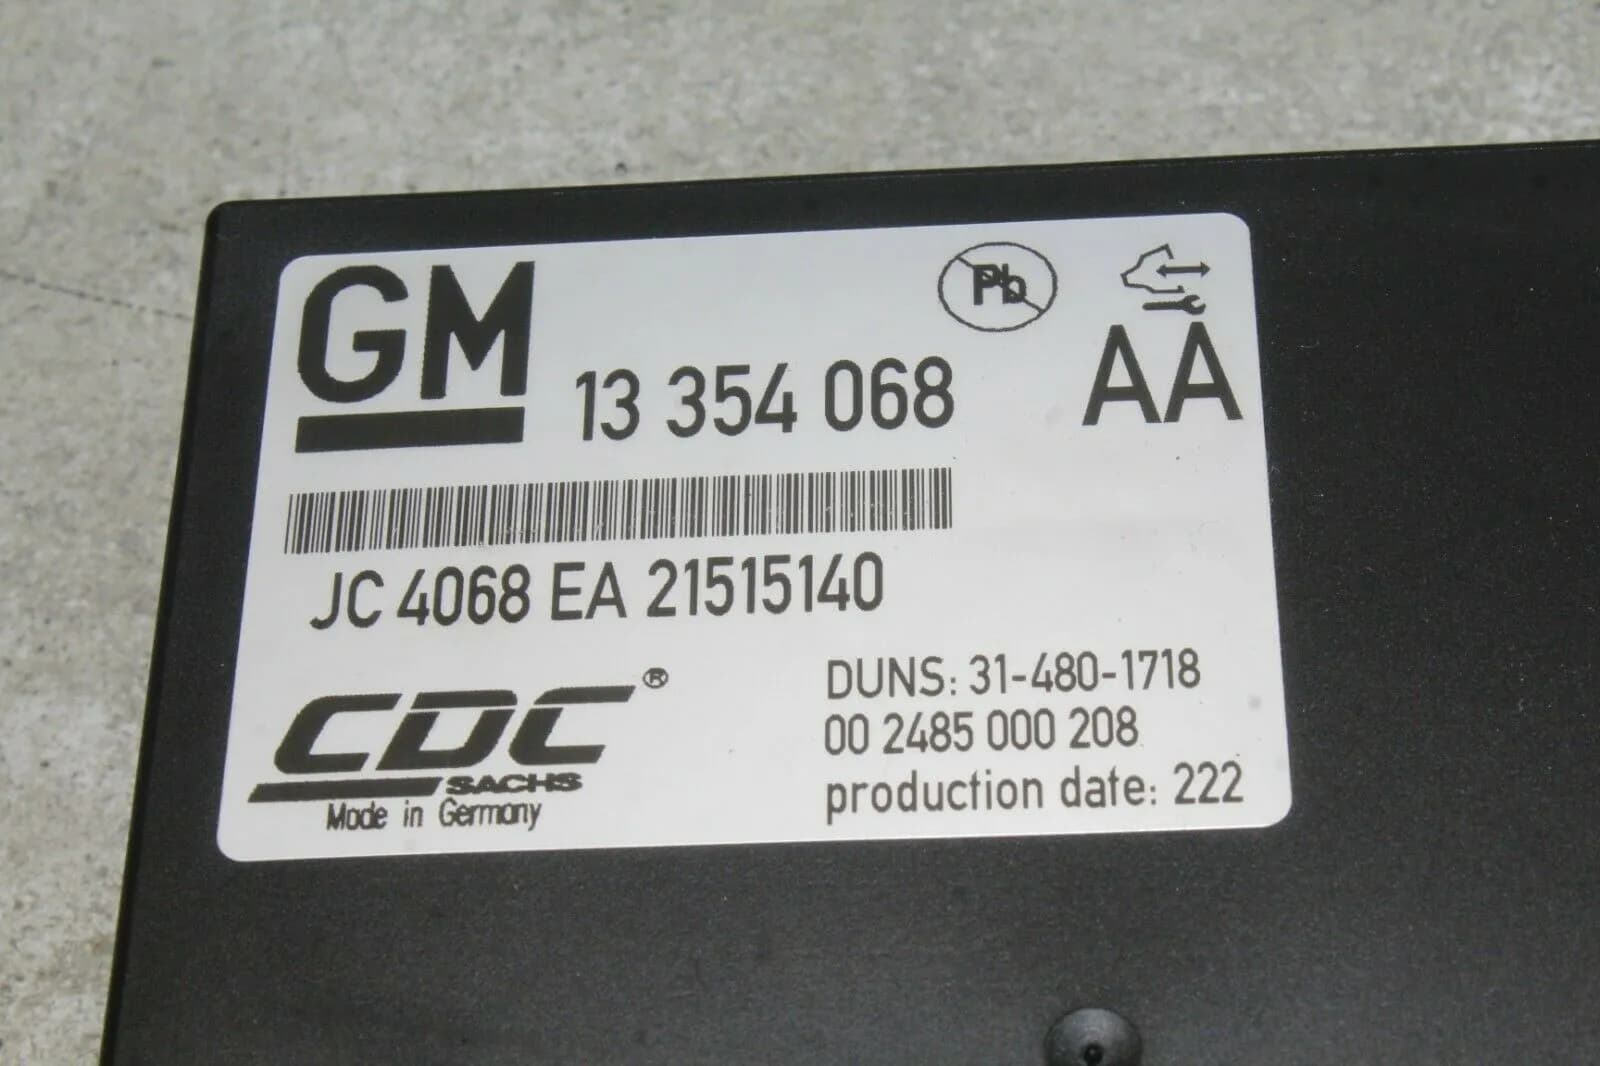 GM
Pb
13 354 068
AA
JC 4068 EA 21515140
CDC®
SACHS
Made in Germany
DUNS: 31-480-1718
00 2485 000 208
production date: 222